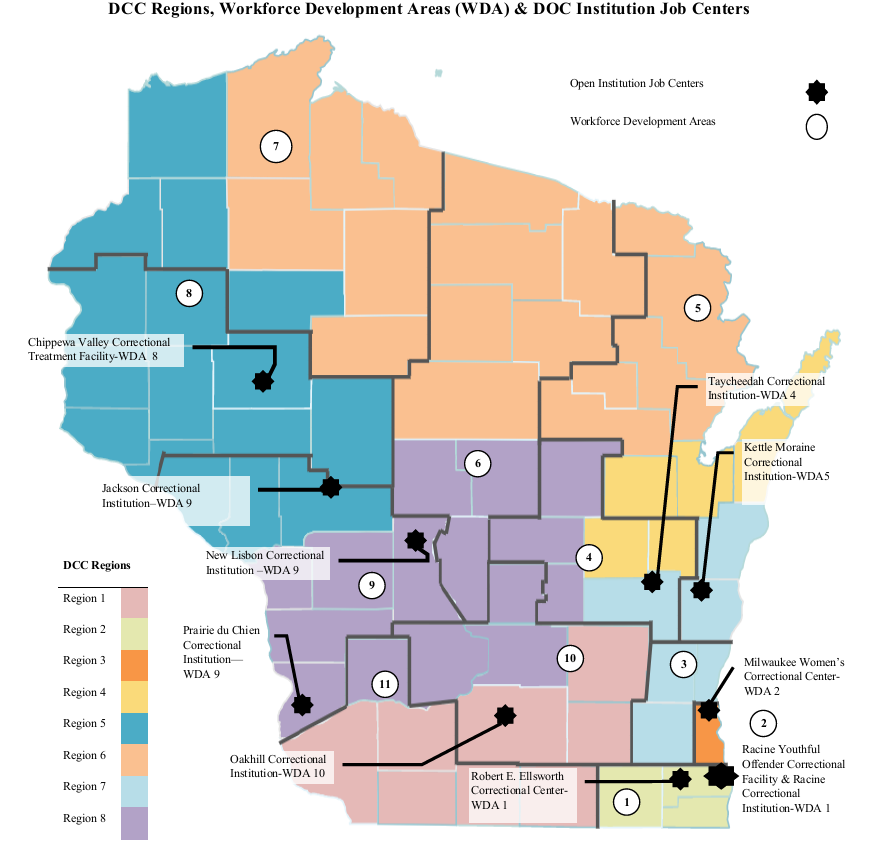 DCC Regions, Workforce Development Areas (WDA) & DOC Institution Job Centers
Open Institution Job Centers
Workforce Development Areas
7
8
5
Chippewa Valley Correctional
Treatment Facility-WDA 8
Taycheedah Correctional
Institution-WDA 4
Kettle Moraine
Correctional
Institution-WDA5
6
Jackson Correctional
Institution–WDA 9
New Lisbon Correctional
Institution –WDA 9
4
9
DCC Regions
Region 1
Region 2
Region 3
Region 4
Region 5
Region 6
Region 7
Region 8
Prairie du Chien
Correctional
Institution—
WDA 9
10
3
11
Milwaukee Women's
Correctional Center-
WDA 2
2
Oakhill Correctional
Institution-WDA 10
Robert E. Ellsworth
Correctional Center-
WDA 1
1
Racine Youthful
Offender Correctional
Facility & Racine
Correctional
Institution-WDA 1